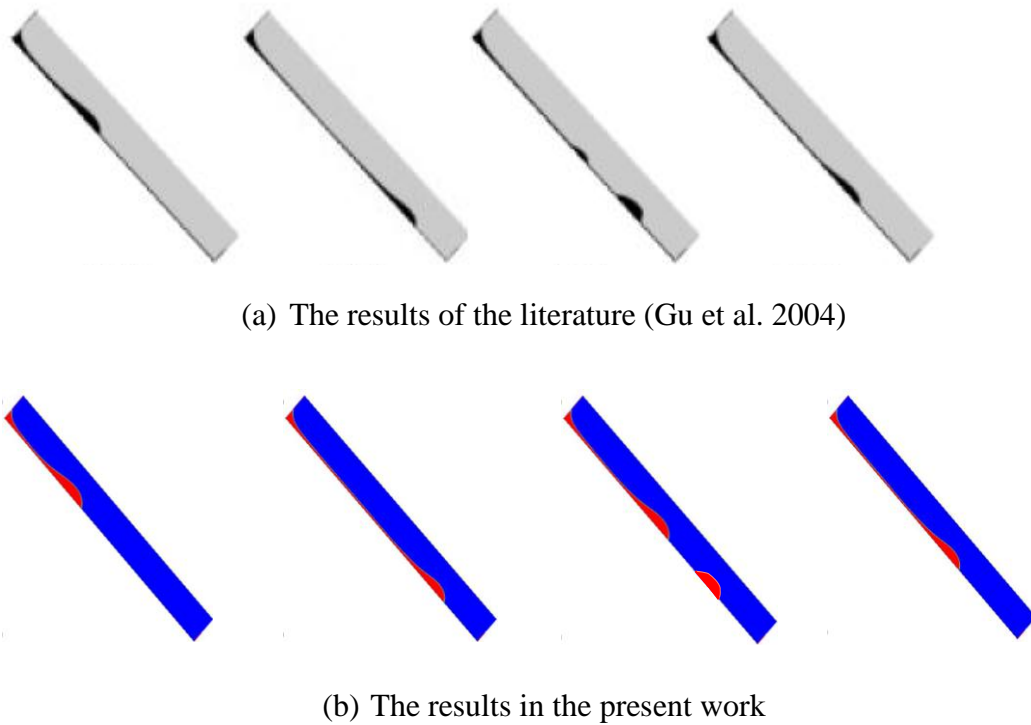 (a) The results of the literature (Gu et al. 2004)
(b) The results in the present work